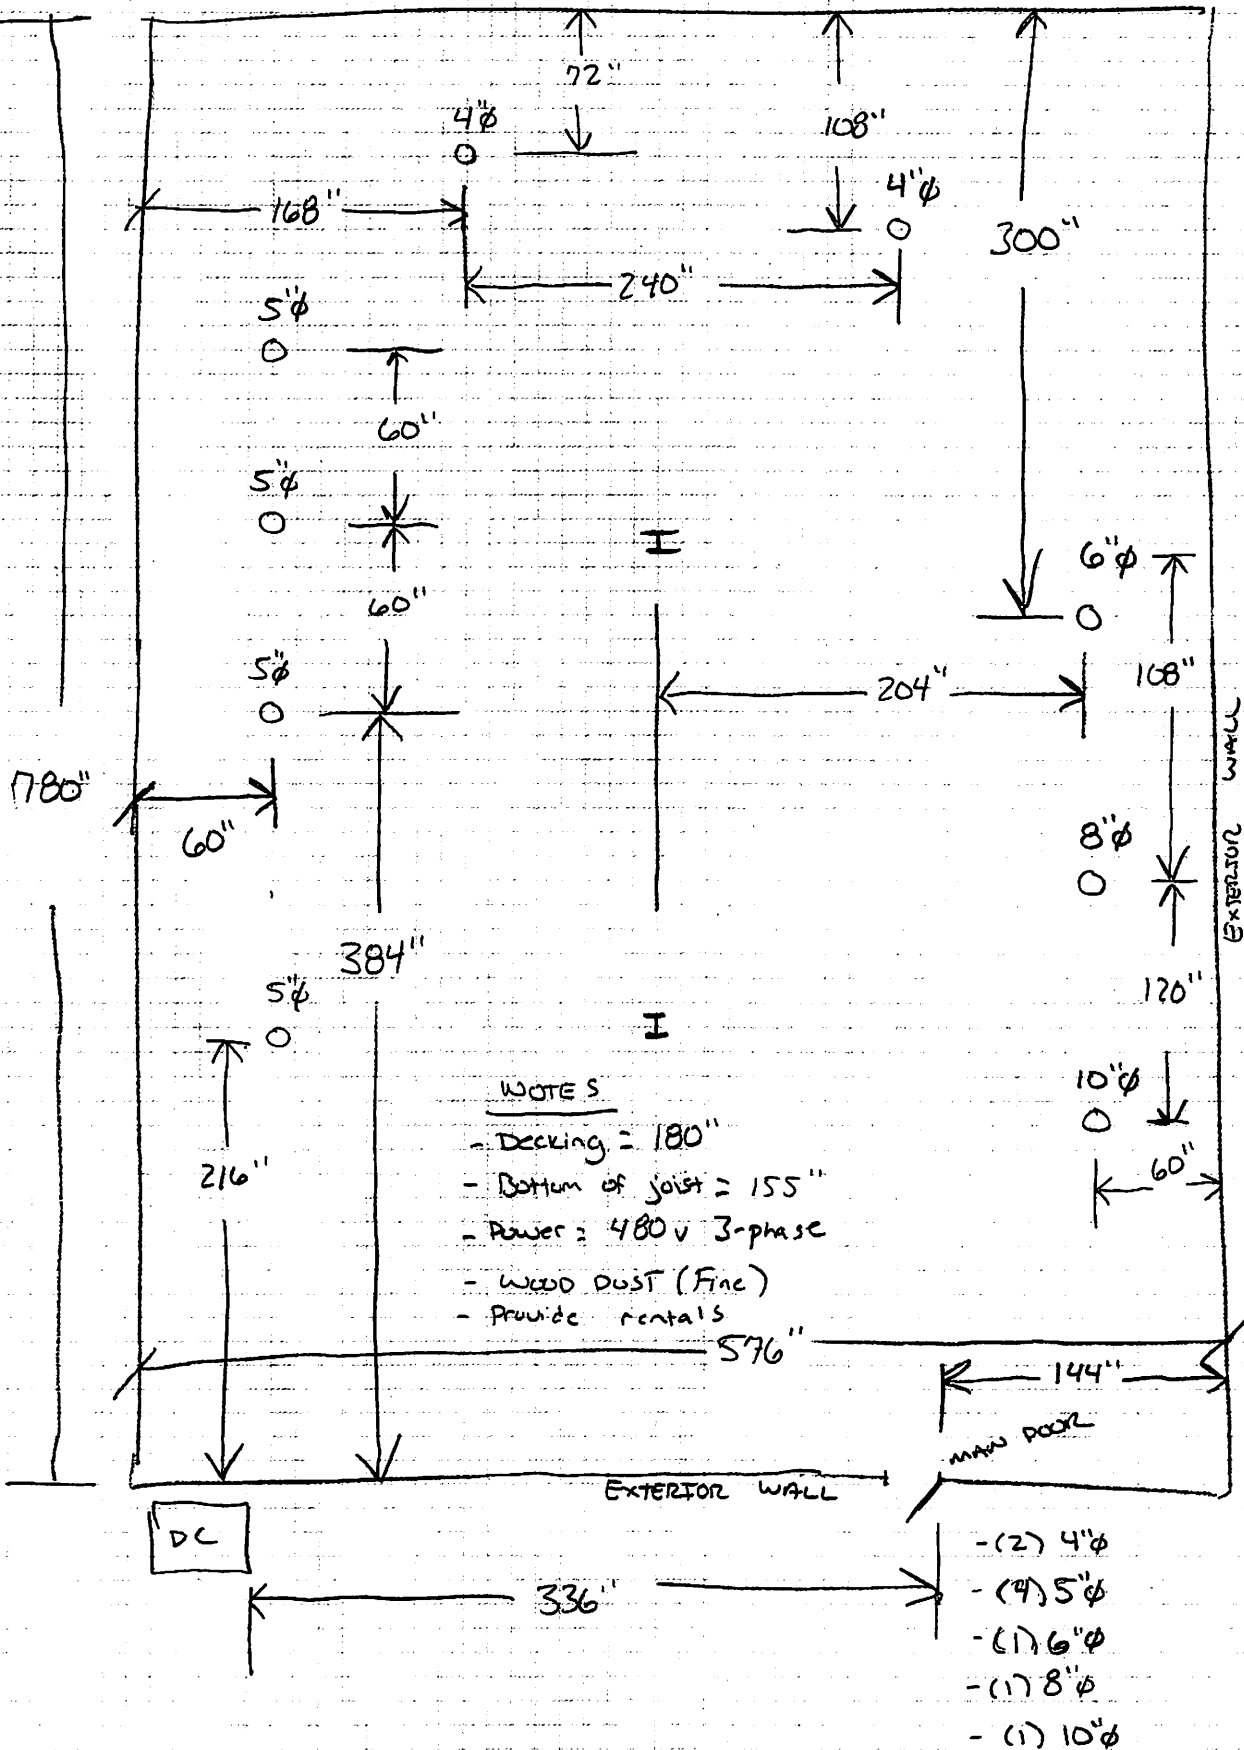 72"
108"
4"ø
4"ø
168"
300"
240"
5"ø
60"
5"ø
6"ø
60"
5"ø
204"
108"
780"
60"
EXTERIOR WALL
8"ø
384"
5"ø
120"
NOTES
10"ø
- Decking = 180"
216"
60"
- Bottom of joist = 155"
- Power = 480 v 3-phase
- WOOD DUST (Fine)
- Provide rentals
576"
144"
MAIN DOOR
EXTERIOR WALL
DC
336"
-(2) 4"ø
-(4) 5"ø
-(1) 6"ø
-(1) 8"ø
- (1) 10"ø